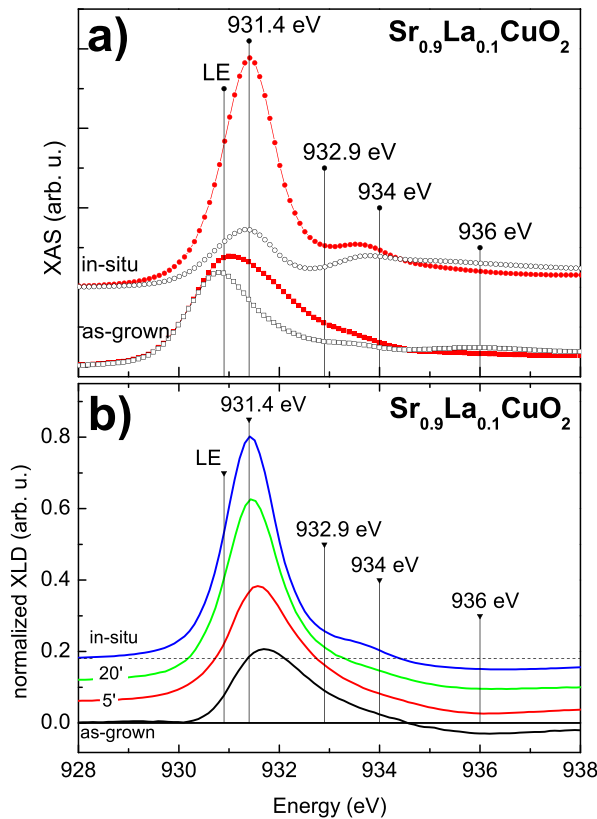 a)
931.4 eV
Sr0.9La0.1CuO2
LE
932.9 eV
934 eV
936 eV
XAS (arb. u.)
in-situ
as-grown
b)
931.4 eV
Sr0.9La0.1CuO2
0.8
LE
0.6
932.9 eV
934 eV
normalized XLD (arb. u.)
0.4
936 eV
in-situ
0.2
20'
5'
0.0
as-grown
928 930 932 934 936 938
Energy (eV)